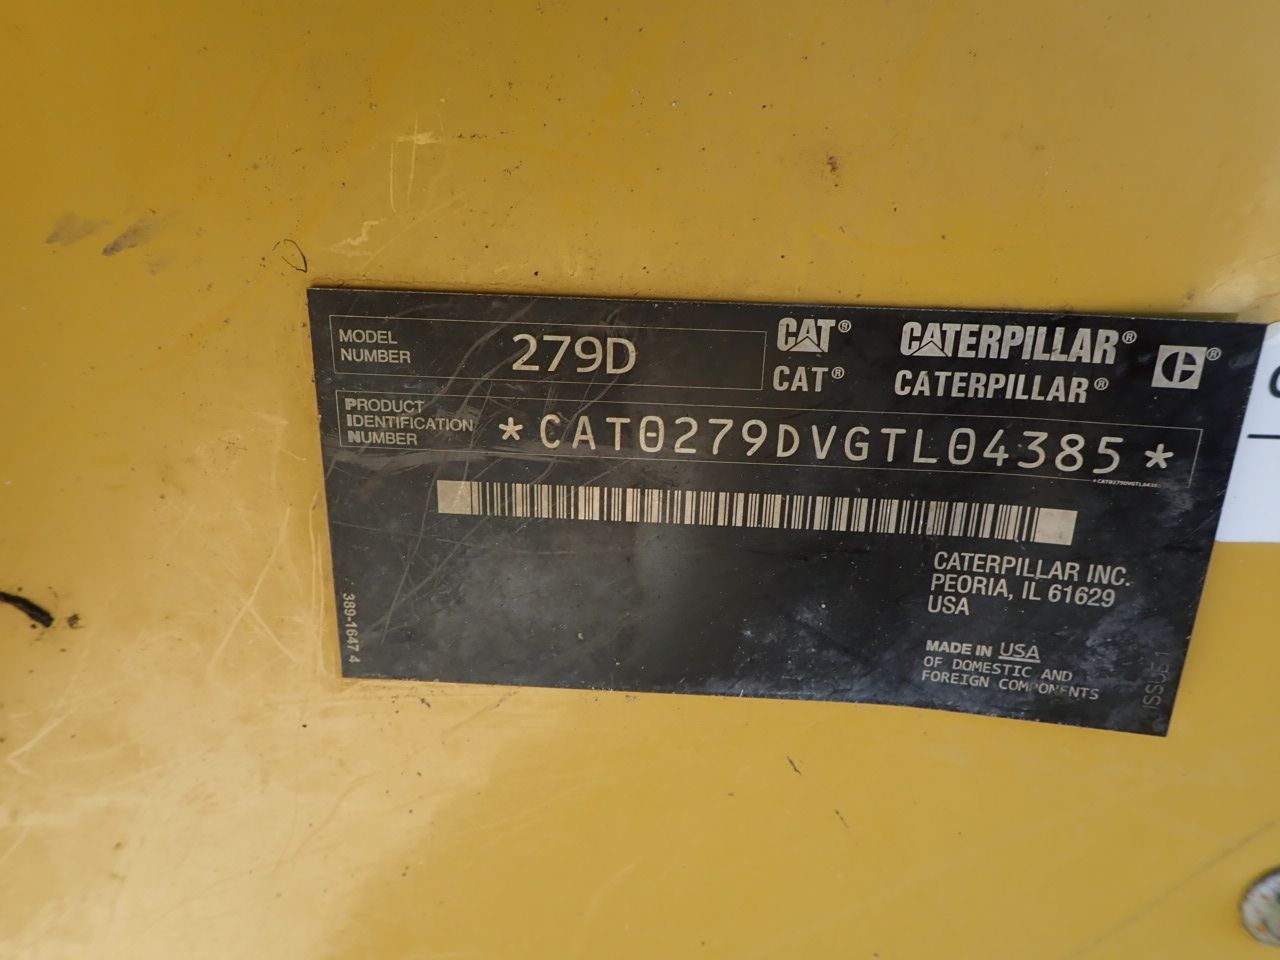 MODEL
NUMBER
279D
CAT®
CATERPILLAR®
CAT®
CATERPILLAR®
PRODUCT
IDENTIFICATION
NUMBER
*CAT0279DVGTL04385*
CATERPILLAR INC.
PEORIA, IL 61629
USA
MADE IN USA
OF DOMESTIC AND
FOREIGN COMPONENTS
389-1647 4
ISSUE 1